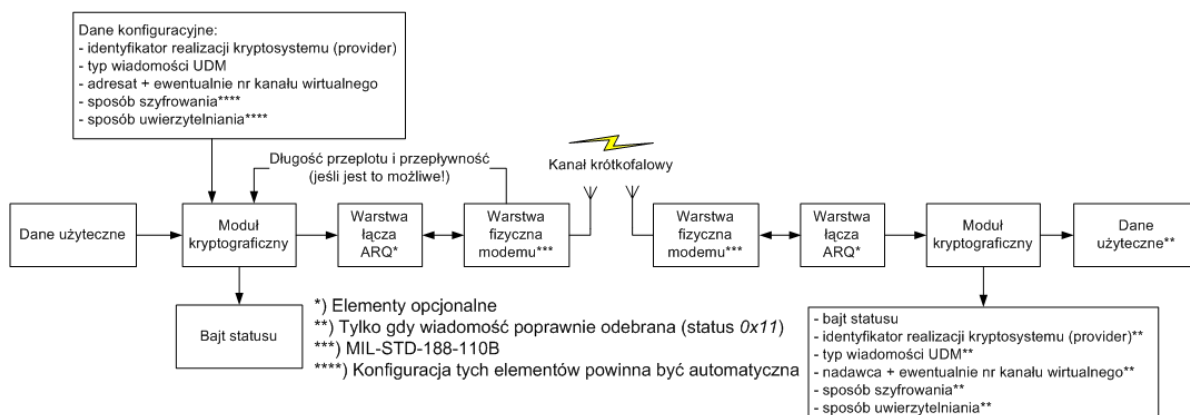 Dane konfiguracyjne:
- identyfikator realizacji kryptosystemu (provider)
- typ wiadomości UDM
- adresat + ewentualnie nr kanału wirtualnego
- sposób szyfrowania****
- sposób uwierzytelniania****
Długość przeplotu i przepływność
(jeśli jest to możliwe!)
Kanał krótkofalowy
Dane użyteczne
Moduł
kryptograficzny
Warstwa
łącza
ARQ*
Warstwa
fizyczna
modemu***
Warstwa
fizyczna
modemu***
Warstwa
łącza
ARQ*
Moduł
kryptograficzny
Dane
użyteczne**
Bajt statusu
*) Elementy opcjonalne
**) Tylko gdy wiadomość poprawnie odebrana (status 0x11)
***) MIL-STD-188-110B
****) Konfiguracja tych elementów powinna być automatyczna
- bajt statusu
- identyfikator realizacji kryptosystemu (provider)**
- typ wiadomości UDM**
- nadawca + ewentualnie nr kanału wirtualnego**
- sposób szyfrowania**
- sposób uwierzytelniania**